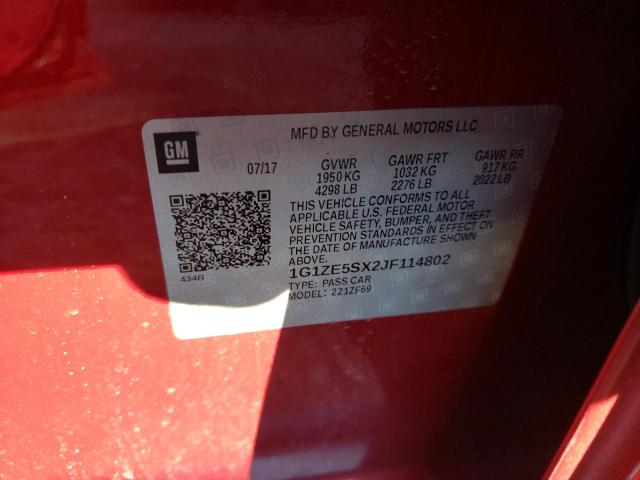 GM
MFD BY GENERAL MOTORS LLC
07/17
GVWR GAWR FRT GAWR RR
1950 KG 1032 KG 917 KG
4298 LB 2276 LB 2022 LB
THIS VEHICLE CONFORMS TO ALL
APPLICABLE U.S. FEDERAL MOTOR
VEHICLE SAFETY, BUMPER, AND THEFT
PREVENTION STANDARDS IN EFFECT ON
THE DATE OF MANUFACTURE SHOWN
ABOVE.
434B
1G1ZE5SX2JF114802
TYPE: PASS CAR
MODEL: 221ZF69